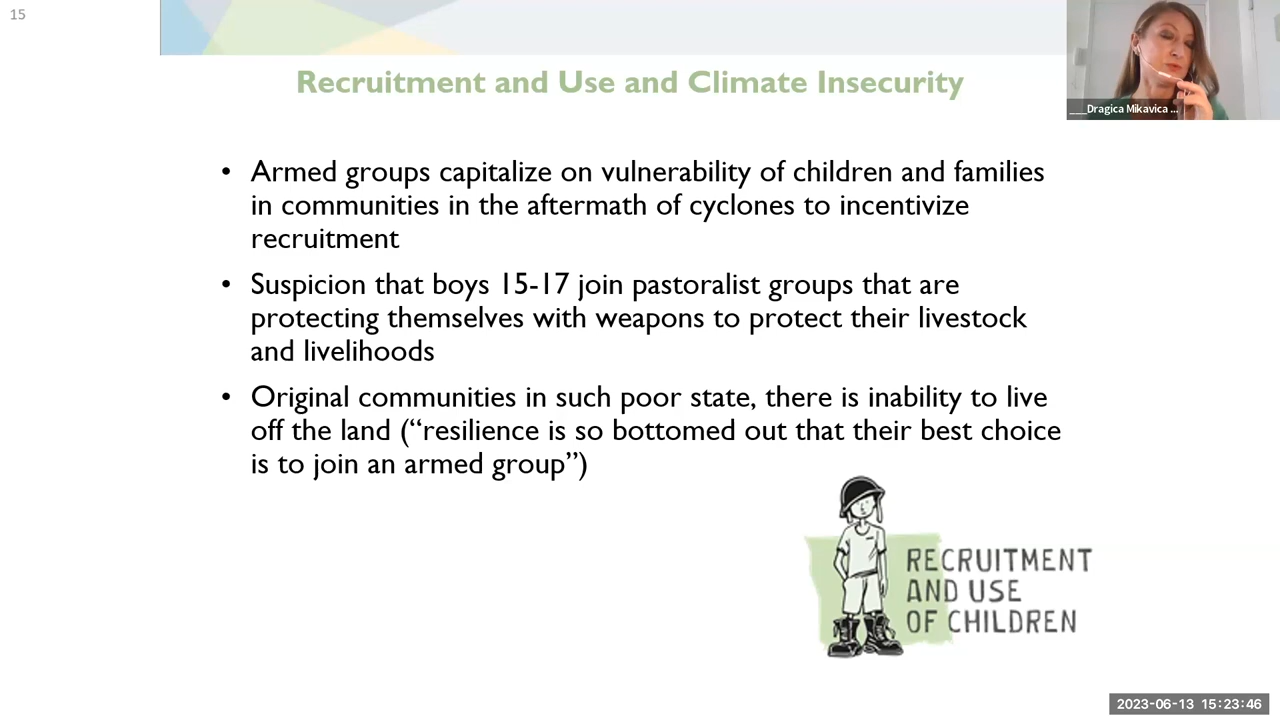 15
Recruitment and Use and Climate Insecurity
___Dragica Mikavica ...
• Armed groups capitalize on vulnerability of children and families
in communities in the aftermath of cyclones to incentivize
recruitment
• Suspicion that boys 15-17 join pastoralist groups that are
protecting themselves with weapons to protect their livestock
and livelihoods
• Original communities in such poor state, there is inability to live
off the land (“resilience is so bottomed out that their best choice
is to join an armed group”)
RECRUITMENT
AND USE
OF CHILDREN
2023-06-13 15:23:46